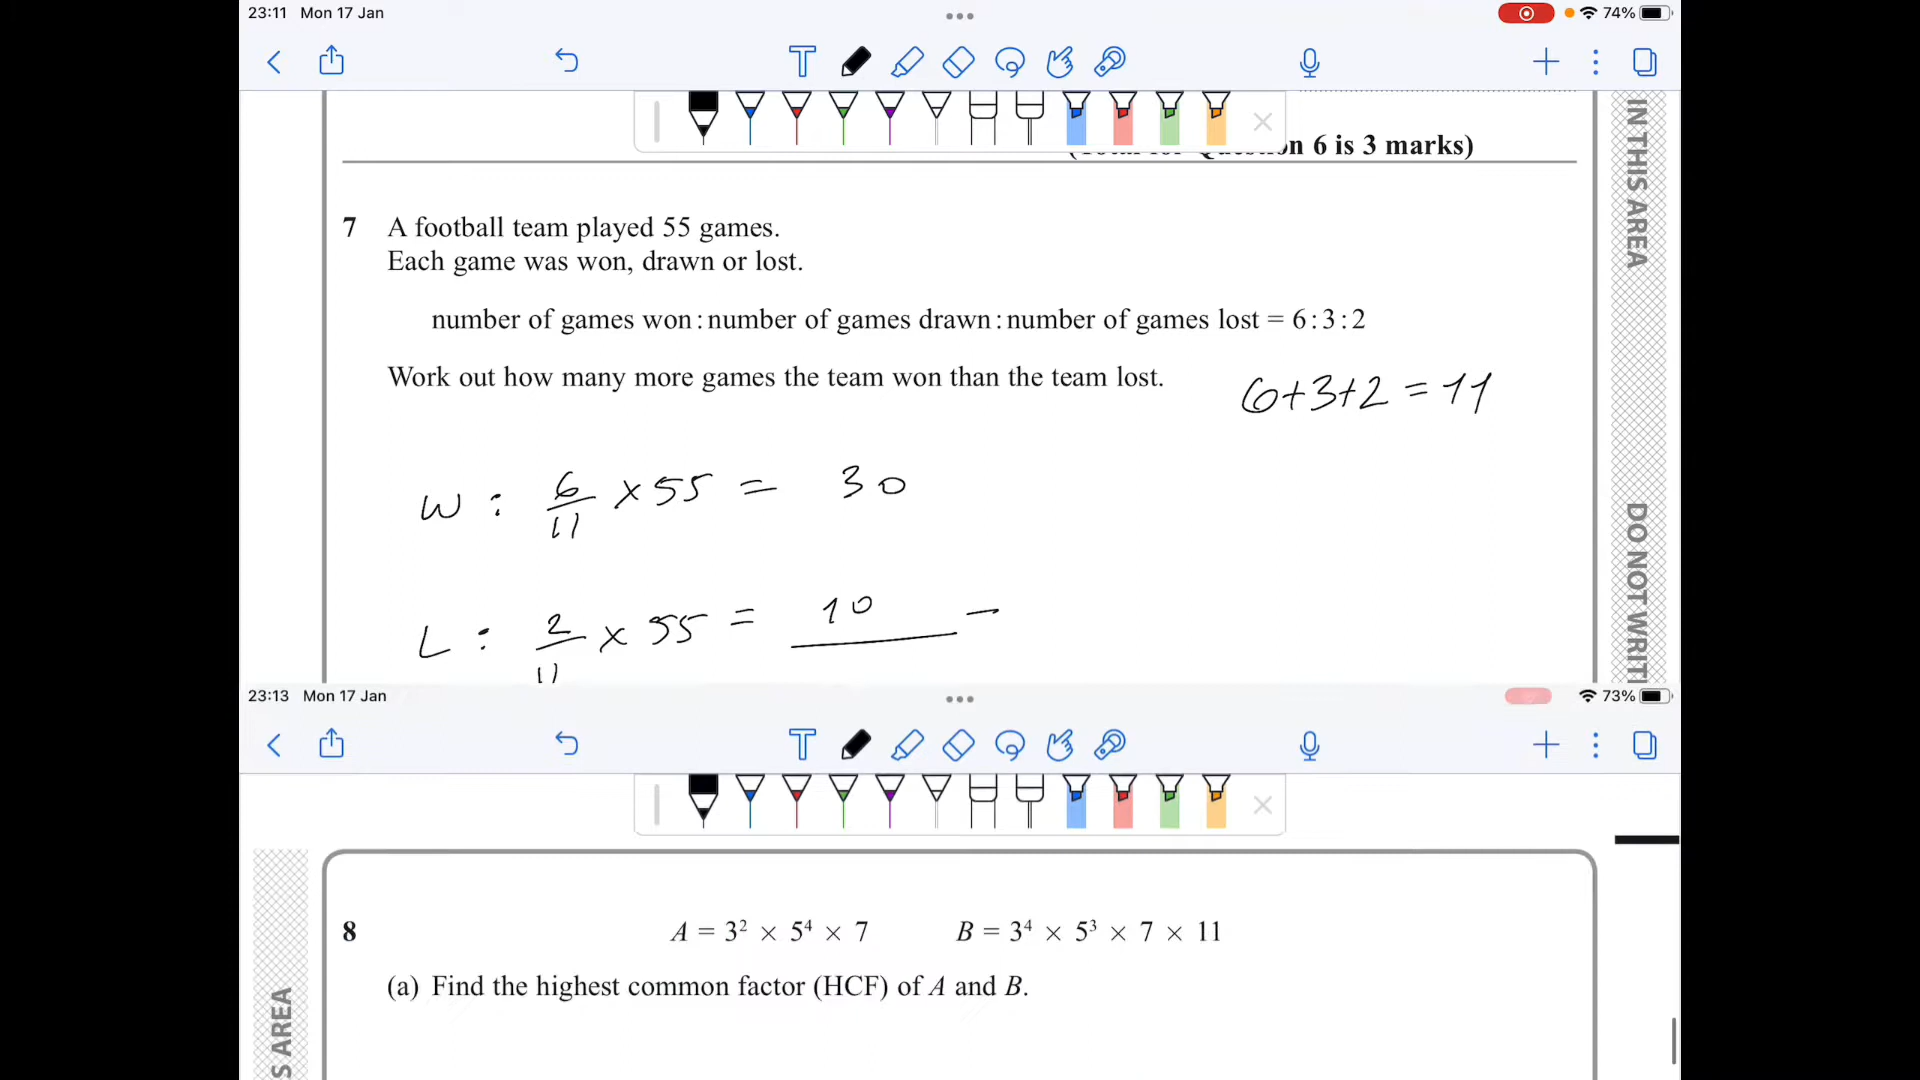 23:11 Mon 17 Jan
74%
n 6 is 3 marks)
7 A football team played 55 games.
Each game was won, drawn or lost.
number of games won : number of games drawn : number of games lost = 6 : 3 : 2
Work out how many more games the team won than the team lost.
6+3+2 = 11
W : 6/11 × 55 = 30
L : 2/11 × 55 = 10 –
IN THIS AREA
DO NOT WRIT
23:13 Mon 17 Jan
73%
8 A = 3² × 5⁴ × 7 B = 3⁴ × 5³ × 7 × 11
(a) Find the highest common factor (HCF) of A and B.
S AREA